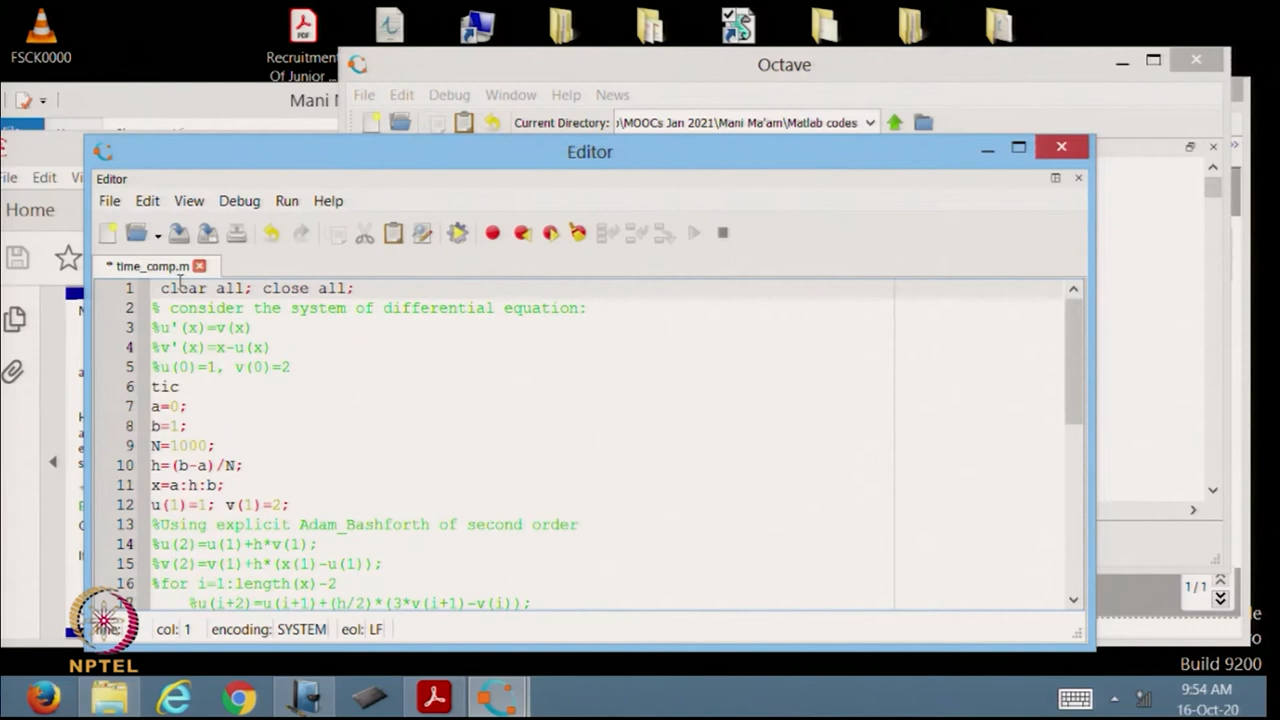 FSCK0000
Recruitment
Of Junior ...
Mani
Octave
File Edit Debug Window Help News
Current Directory: \MOOCs Jan 2021\Mani Ma'am\Matlab codes
Edit
Home
Editor
Editor
File Edit View Debug Run Help
* time_comp.m
1 clear all; close all;
2 % consider the system of differential equation:
3 %u'(x)=v(x)
4 %v'(x)=x-u(x)
5 %u(0)=1, v(0)=2
6 tic
7 a=0;
8 b=1;
9 N=1000;
10 h=(b-a)/N;
11 x=a:h:b;
12 u(1)=1; v(1)=2;
13 %Using explicit Adam_Bashforth of second order
14 %u(2)=u(1)+h*v(1);
15 %v(2)=v(1)+h*(x(1)-u(1));
16 %for i=1:length(x)-2
%u(i+2)=u(i+1)+(h/2)*(3*v(i+1)-v(i));
col: 1 encoding: SYSTEM eol: LF
1/1
NPTEL
Build 9200
9:54 AM
16-Oct-20